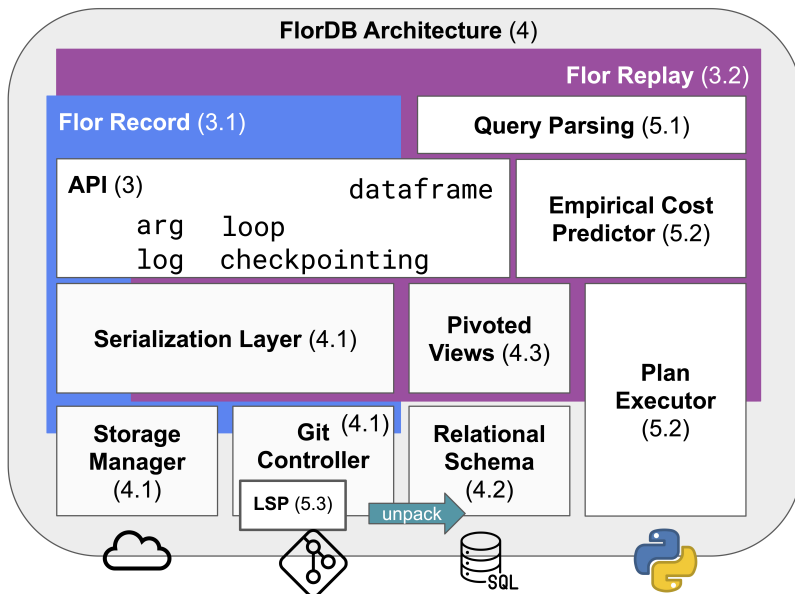 FlorDB Architecture (4)
Flor Replay (3.2)
Flor Record (3.1)
Query Parsing (5.1)
API (3)
dataframe
arg loop
log checkpointing
Empirical Cost
Predictor (5.2)
Serialization Layer (4.1)
Pivoted
Views (4.3)
Plan
Executor
(5.2)
Storage
Manager
(4.1)
Git (4.1)
Controller
Relational
Schema
(4.2)
LSP (5.3)
unpack
SQL